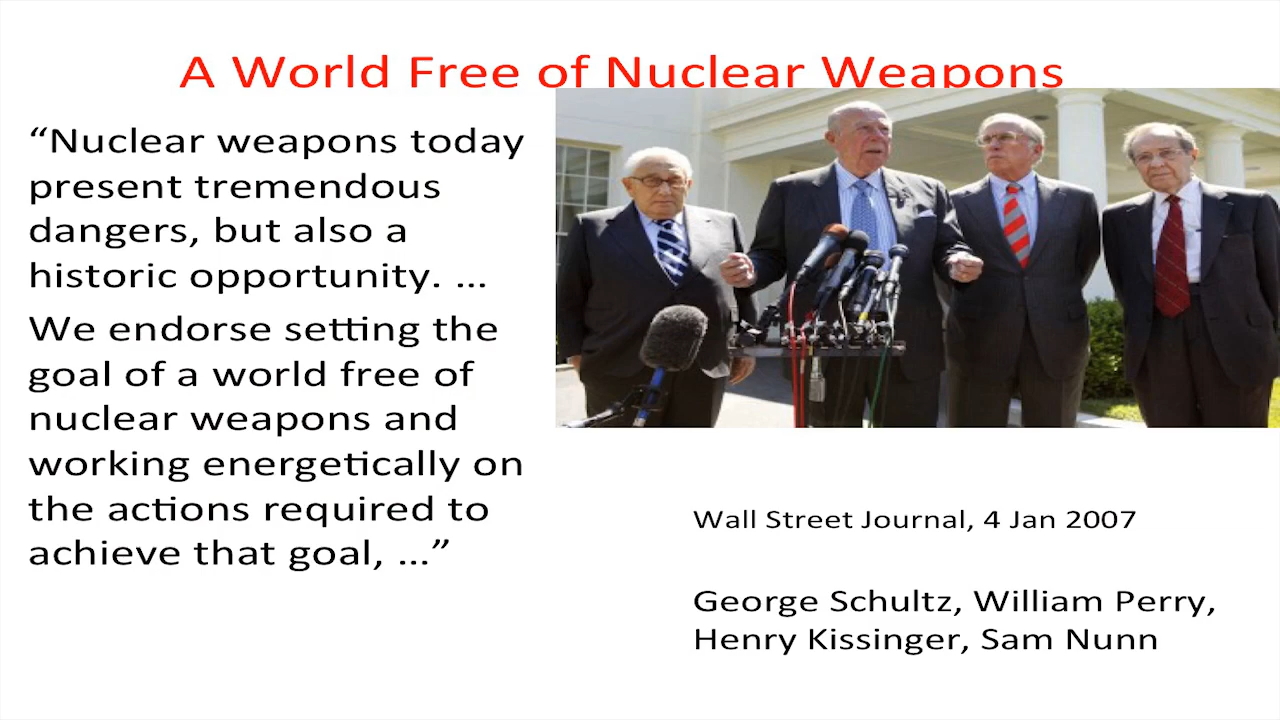 A World Free of Nuclear Weapons
“Nuclear weapons today
present tremendous
dangers, but also a
historic opportunity. ...
We endorse setting the
goal of a world free of
nuclear weapons and
working energetically on
the actions required to
achieve that goal, ...”
Wall Street Journal, 4 Jan 2007
George Schultz, William Perry,
Henry Kissinger, Sam Nunn